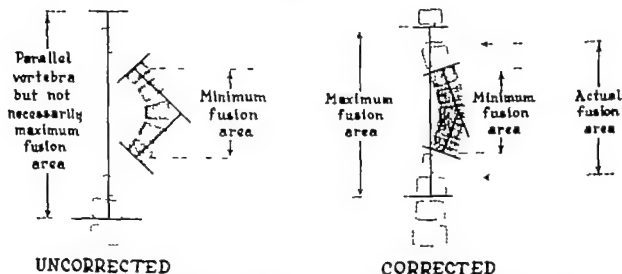 Parallel
vertebra
but not
necessarily
maximum
fusion
area
Minimum
fusion
area
UNCORRECTED
Maximum
fusion
area
Minimum
fusion
area
Actual
fusion
area
CORRECTED